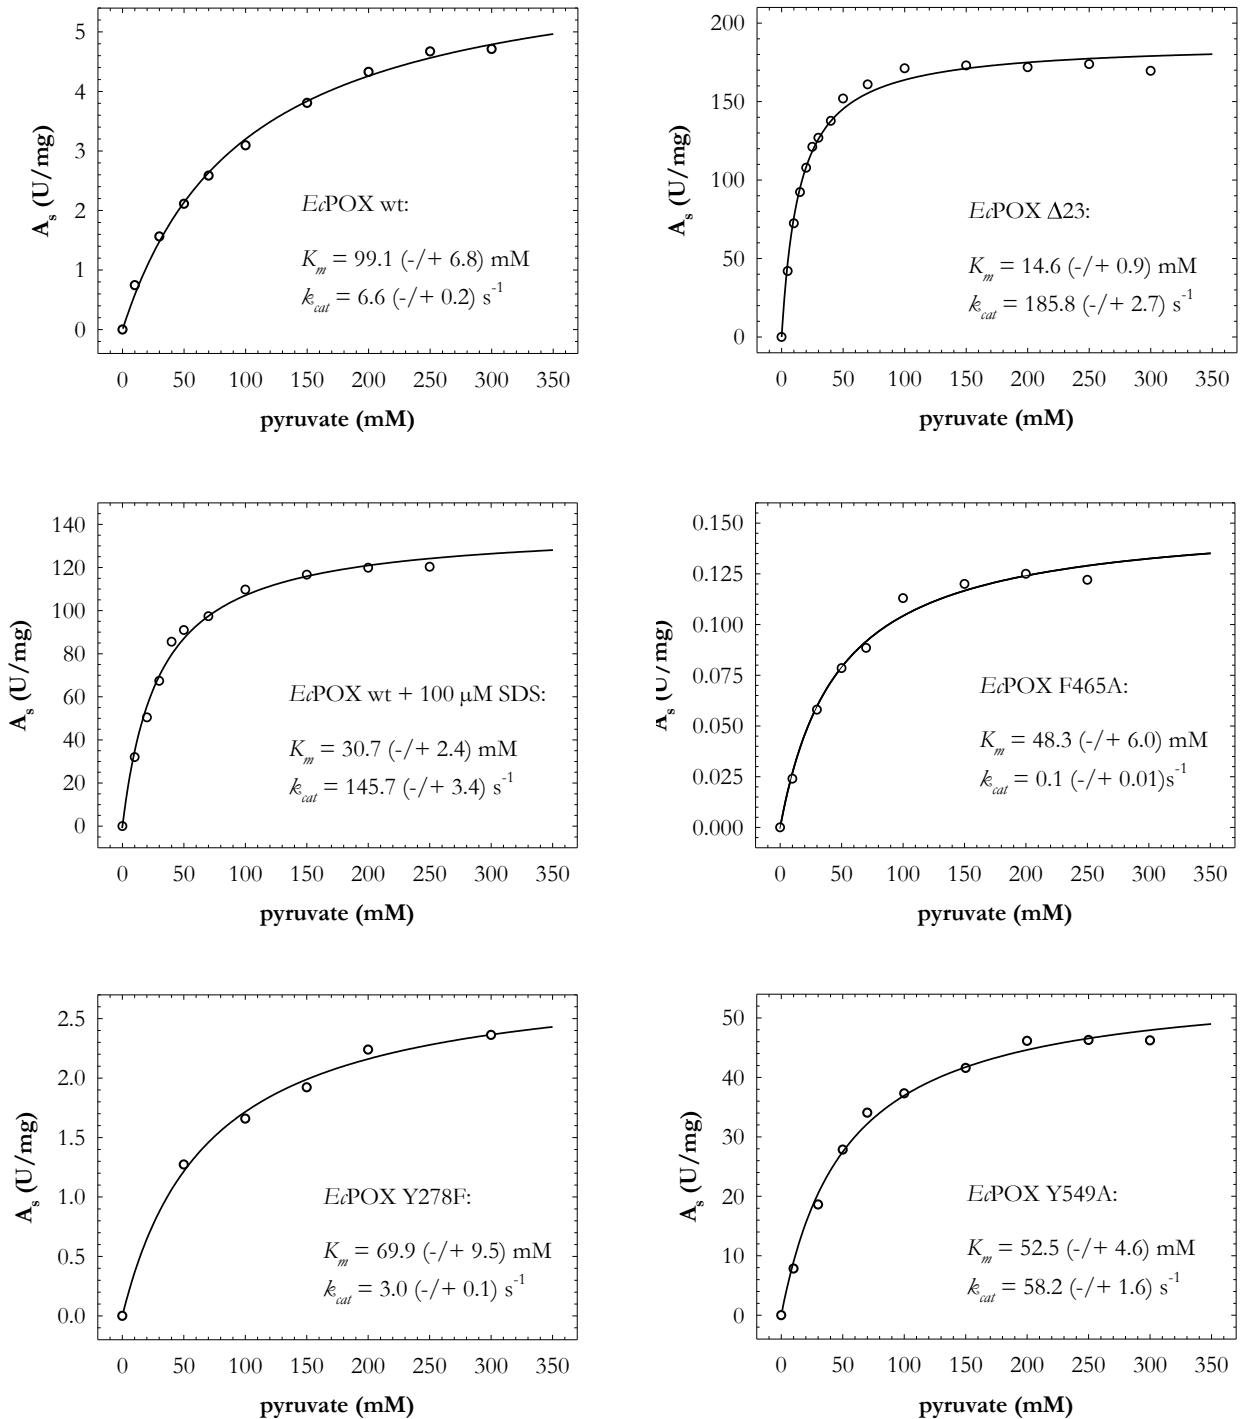 5
4
3
2
1
0
A_s (U/mg)
EcPOX wt:
K_m = 99.1 (-/+ 6.8) mM
k_cat = 6.6 (-/+ 0.2) s^-1
0 50 100 150 200 250 300 350
pyruvate (mM)
200
150
100
50
0
A_s (U/mg)
EcPOX Δ23:
K_m = 14.6 (-/+ 0.9) mM
k_cat = 185.8 (-/+ 2.7) s^-1
0 50 100 150 200 250 300 350
pyruvate (mM)
140
120
100
80
60
40
20
0
A_s (U/mg)
EcPOX wt + 100 μM SDS:
K_m = 30.7 (-/+ 2.4) mM
k_cat = 145.7 (-/+ 3.4) s^-1
0 50 100 150 200 250 300 350
pyruvate (mM)
0.150
0.125
0.100
0.075
0.050
0.025
0.000
A_s (U/mg)
EcPOX F465A:
K_m = 48.3 (-/+ 6.0) mM
k_cat = 0.1 (-/+ 0.01)s^-1
0 50 100 150 200 250 300 350
pyruvate (mM)
2.5
2.0
1.5
1.0
0.5
0.0
A_s (U/mg)
EcPOX Y278F:
K_m = 69.9 (-/+ 9.5) mM
k_cat = 3.0 (-/+ 0.1) s^-1
0 50 100 150 200 250 300 350
pyruvate (mM)
50
40
30
20
10
0
A_s (U/mg)
EcPOX Y549A:
K_m = 52.5 (-/+ 4.6) mM
k_cat = 58.2 (-/+ 1.6) s^-1
0 50 100 150 200 250 300 350
pyruvate (mM)